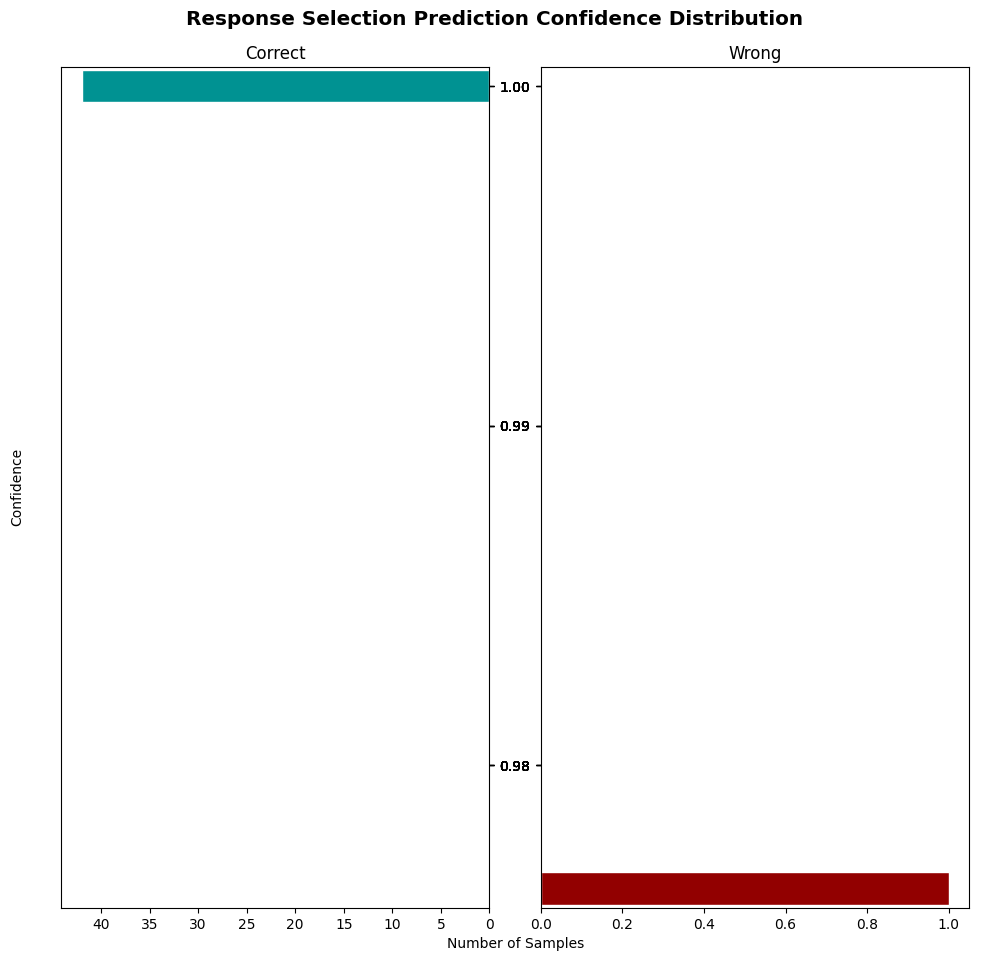 Response Selection Prediction Confidence Distribution
Correct
Wrong
1.00
0.99
0.98
Confidence
40 35 30 25 20 15 10 5 0
0.0 0.2 0.4 0.6 0.8 1.0
Number of Samples